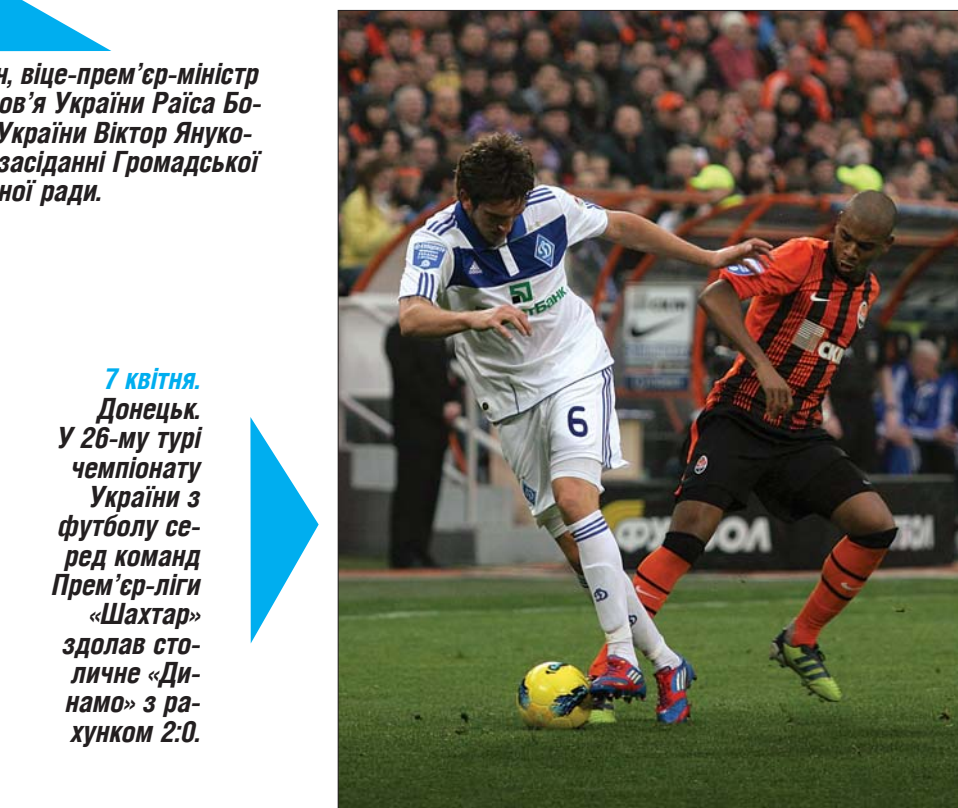 н, віце-прем’єр-міністр
ов’я України Раїса Бо-
України Віктор Януко-
засіданні Громадської
ної ради.
7 квітня.
Донецьк.
У 26-му турі
чемпіонату
України з
футболу се-
ред команд
Прем’єр-ліги
«Шахтар»
здолав сто-
личне «Ди-
намо» з ра-
хунком 2:0.
6
ФУТБОЛ